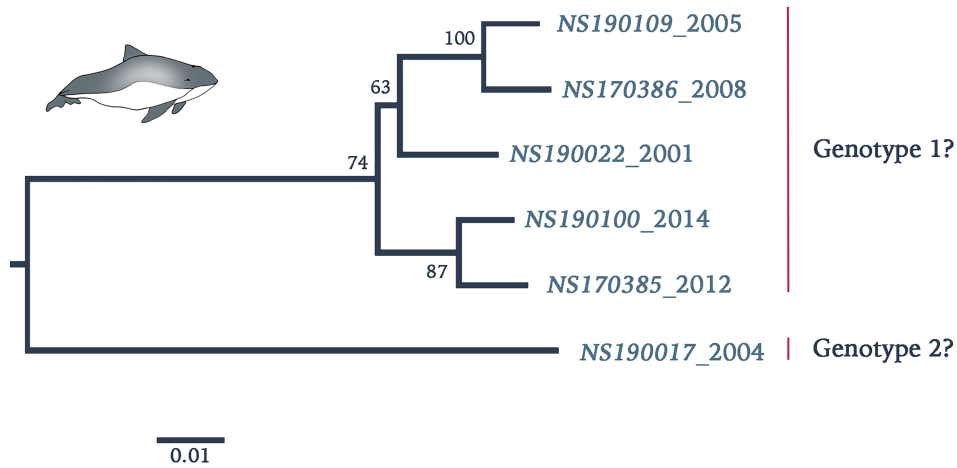 NS190109_2005
100
NS170386_2008
63
NS190022_2001
Genotype 1?
74
NS190100_2014
87
NS170385_2012
NS190017_2004
Genotype 2?
0.01